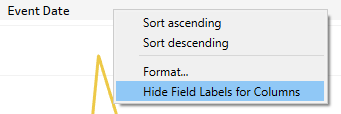 Event Date
Sort ascending
Sort descending
Format...
Hide Field Labels for Columns